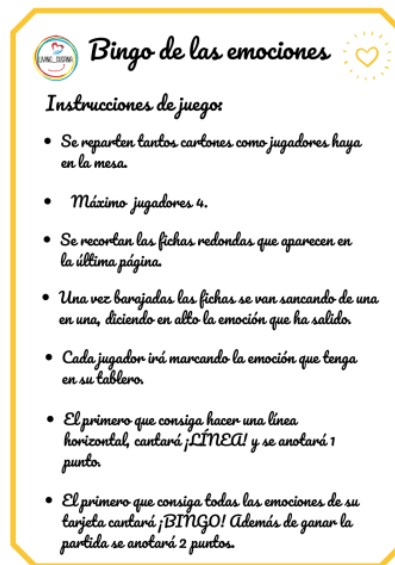 LIVING_SUSANA
Bingo de las emociones
Instrucciones de juego:
• Se reparten tantos cartones como jugadores haya
en la mesa.
• Máximo jugadores 4.
• Se recortan las fichas redondas que aparecen en
la última página.
• Una vez barajadas las fichas se van sancando de una
en una, diciendo en alto la emoción que ha salido.
• Cada jugador irá marcando la emoción que tenga
en su tablero.
• El primero que consiga hacer una línea
horizontal, cantará ¡LÍNEA! y se anotará 1
punto.
• El primero que consiga todas las emociones de su
tarjeta cantará ¡BINGO! Además de ganar la
partida se anotará 2 puntos.